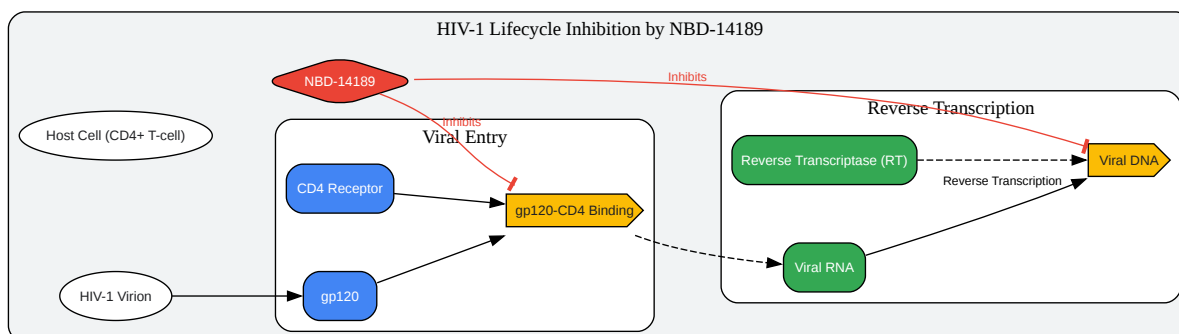 HIV-1 Lifecycle Inhibition by NBD-14189
NBD-14189
Inhibits
Inhibits
Host Cell (CD4+ T-cell)
HIV-1 Virion
Viral Entry
CD4 Receptor
gp120
gp120-CD4 Binding
Reverse Transcription
Reverse Transcriptase (RT)
Reverse Transcription
Viral RNA
Viral DNA